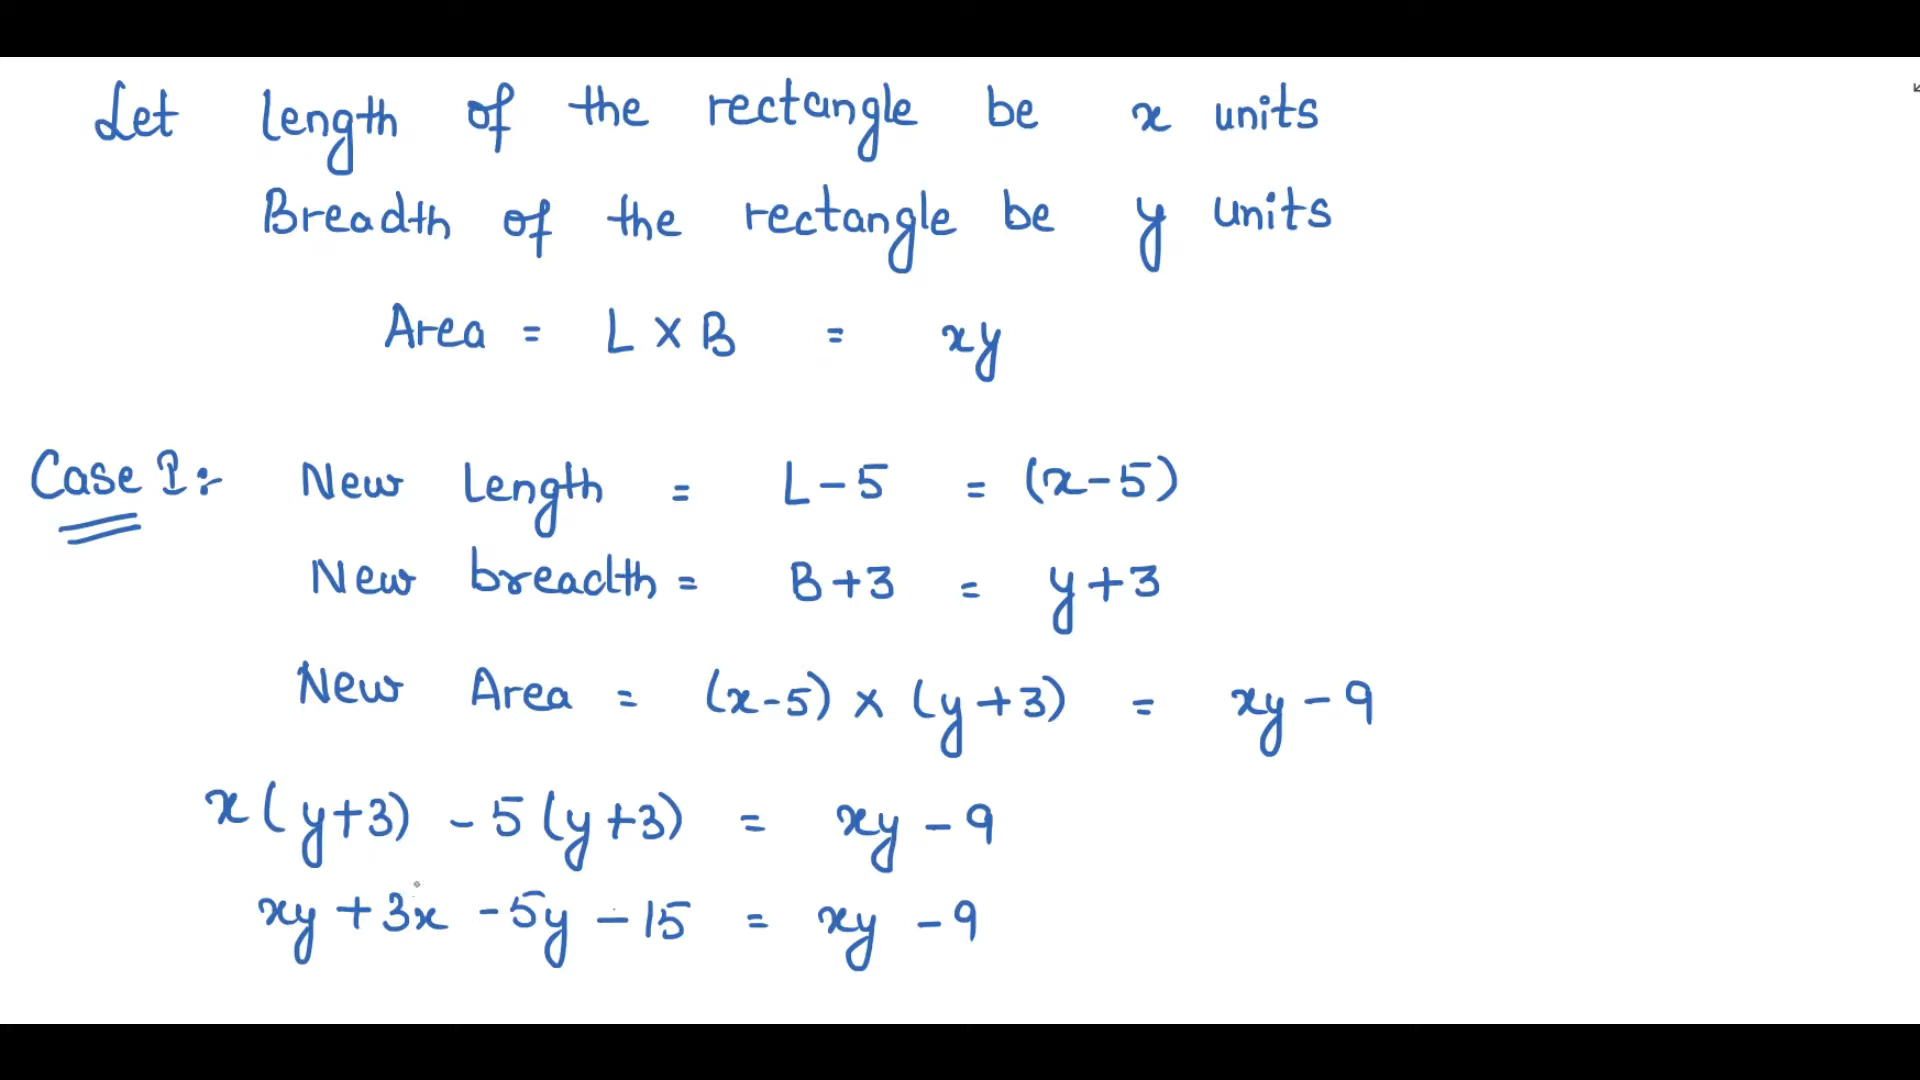 Let length of the rectangle be x units
Breadth of the rectangle be y units
Area = L × B = xy
Case I:- New length = L - 5 = (x - 5)
New breadth = B + 3 = y + 3
New Area = (x - 5) × (y + 3) = xy - 9
x(y + 3) - 5(y + 3) = xy - 9
xy + 3x - 5y - 15 = xy - 9